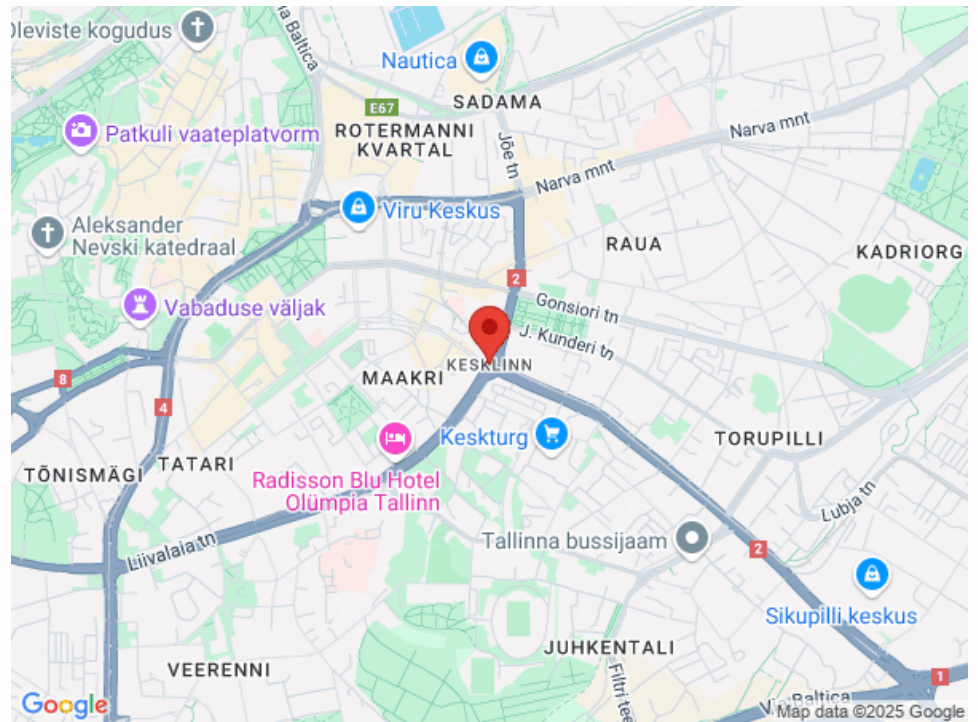 Oleviste kogudus
Via Baltica
Nautica
SADAMA
E67
Patkuli vaateplatvorm
ROTERMANNI
KVARTAL
Jõe tn
Narva mnt
Narva mnt
Aleksander
Nevski katedraal
Viru Keskus
RAUA
KADRIORG
2
Gonsiori tn
Vabaduse väljak
J. Kunderi tn
KESKLINN
MAAKRI
8
4
Keskturg
TORUPILLI
TÕNISMÄGI
TATARI
Radisson Blu Hotel
Olümpia Tallinn
Lubja tn
Liivalaia tn
Tallinna bussijaam
2
Sikupilli keskus
JUHKENTALI
VEERENNI
Filtri tee
1
Via Baltica
Google
Map data ©2025 Google